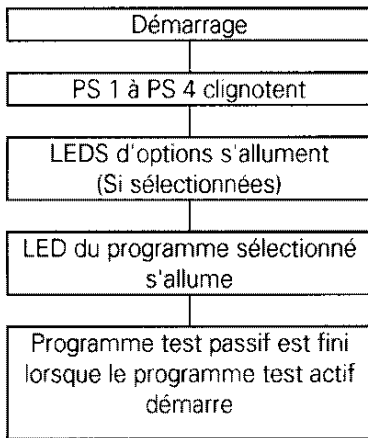 Démarrage
PS 1 à PS 4 clignotent
LEDS d'options s'allument
(Si sélectionnées)
LED du programme sélectionné
s'allume
Programme test passif est fini
lorsque le programme test actif
démarre